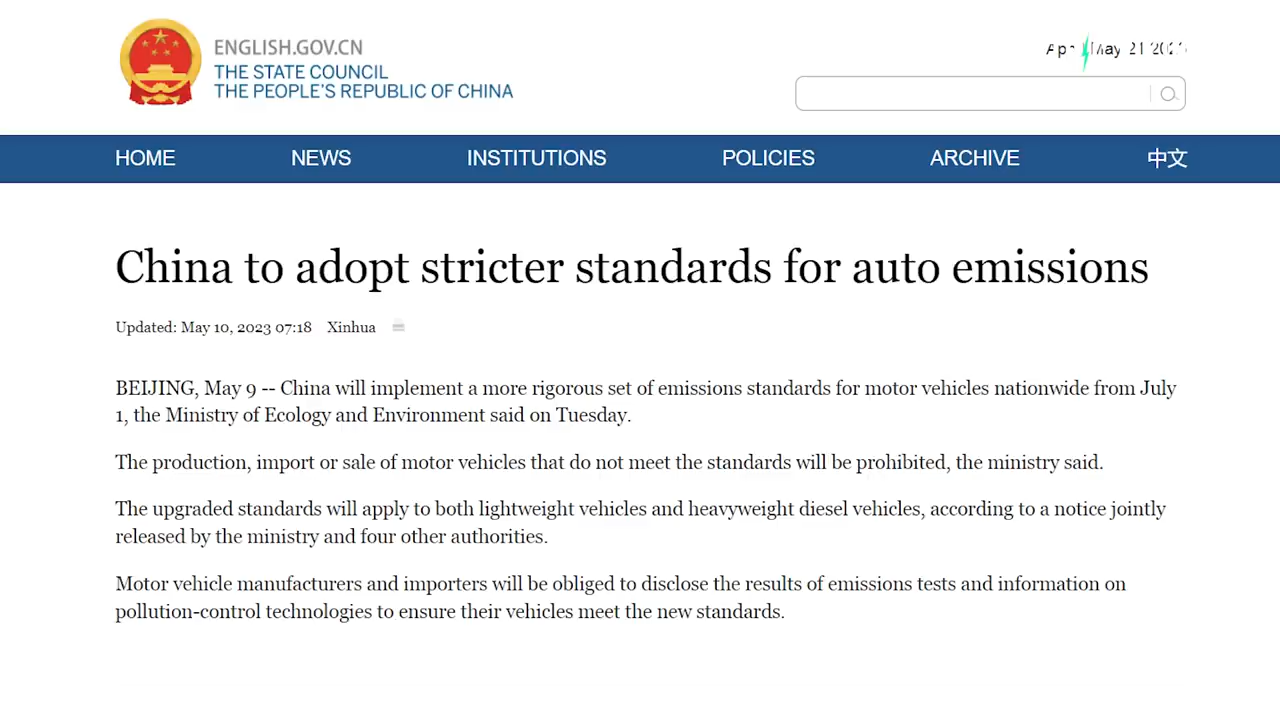 ENGLISH.GOV.CN
THE STATE COUNCIL
THE PEOPLE'S REPUBLIC OF CHINA
May 21
HOME NEWS INSTITUTIONS POLICIES ARCHIVE 中文
China to adopt stricter standards for auto emissions
Updated: May 10, 2023 07:18 Xinhua
BEIJING, May 9 -- China will implement a more rigorous set of emissions standards for motor vehicles nationwide from July
1, the Ministry of Ecology and Environment said on Tuesday.
The production, import or sale of motor vehicles that do not meet the standards will be prohibited, the ministry said.
The upgraded standards will apply to both lightweight vehicles and heavyweight diesel vehicles, according to a notice jointly
released by the ministry and four other authorities.
Motor vehicle manufacturers and importers will be obliged to disclose the results of emissions tests and information on
pollution-control technologies to ensure their vehicles meet the new standards.